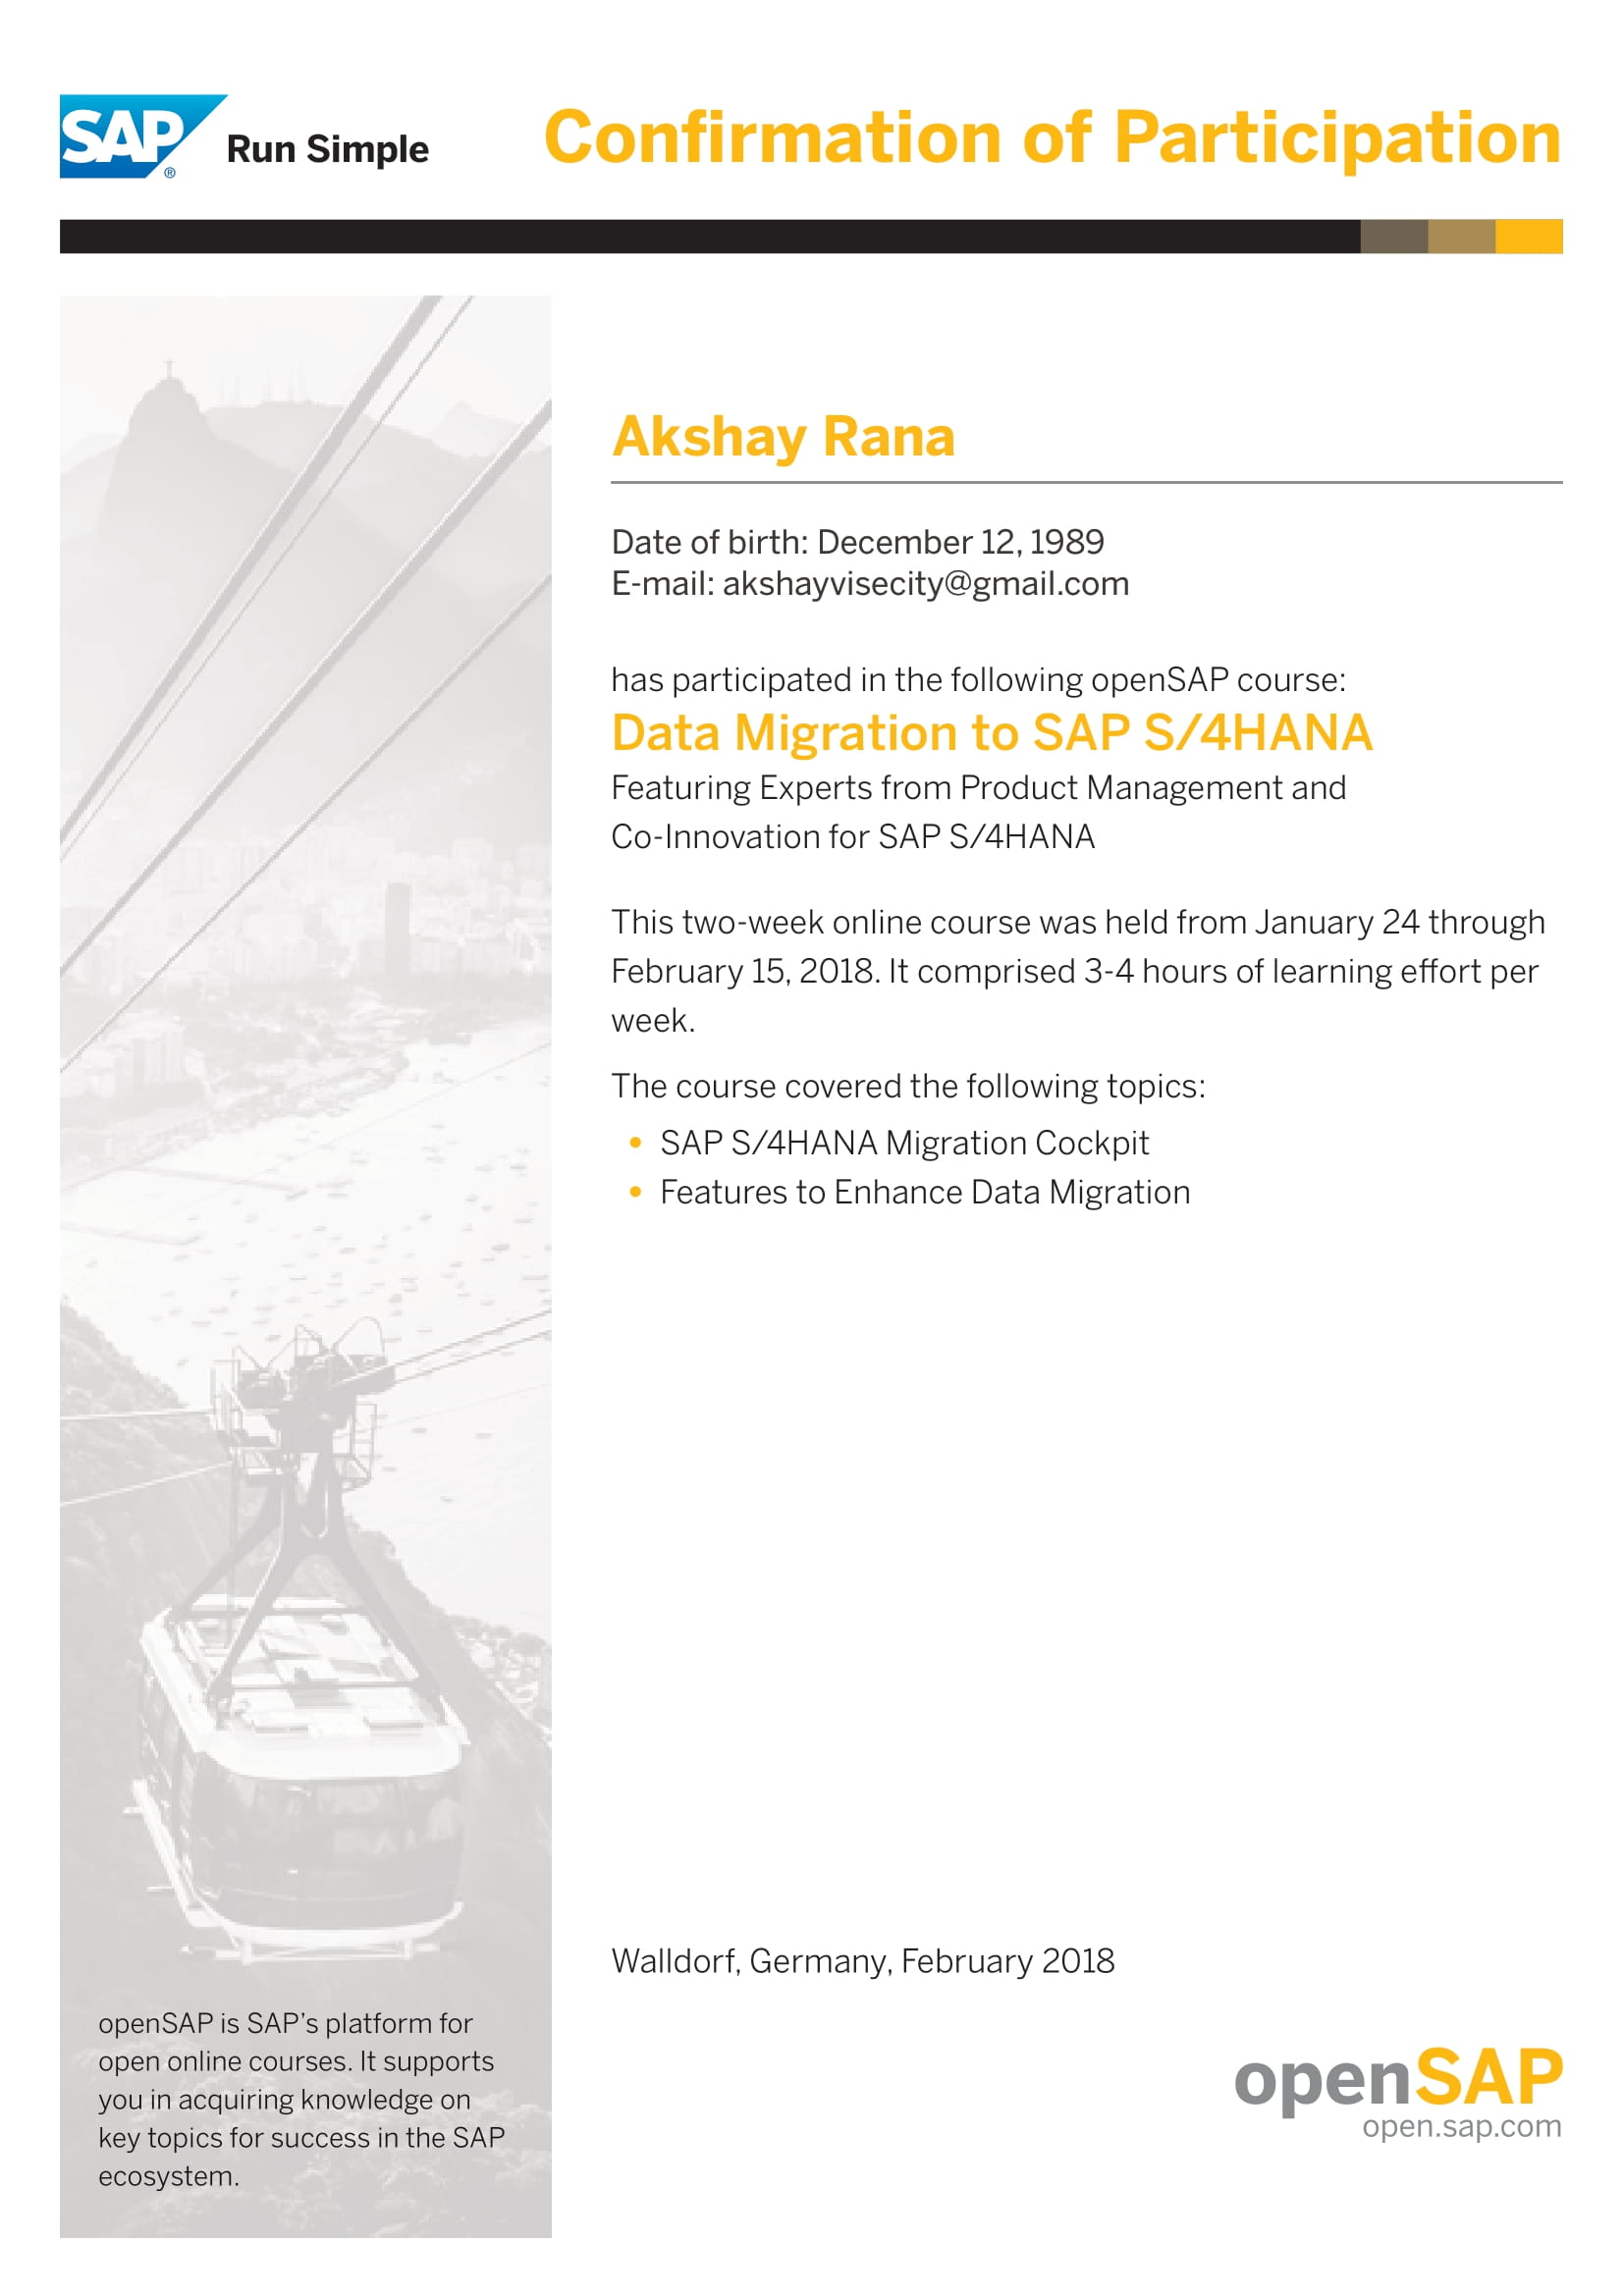 SAP ® Run Simple
Confirmation of Participation
Akshay Rana
Date of birth: December 12, 1989
E-mail: akshayvisecity@gmail.com
has participated in the following openSAP course:
Data Migration to SAP S/4HANA
Featuring Experts from Product Management and
Co-Innovation for SAP S/4HANA
This two-week online course was held from January 24 through
February 15, 2018. It comprised 3-4 hours of learning effort per
week.
The course covered the following topics:
• SAP S/4HANA Migration Cockpit
• Features to Enhance Data Migration
Walldorf, Germany, February 2018
openSAP is SAP's platform for
open online courses. It supports
you in acquiring knowledge on
key topics for success in the SAP
ecosystem.
openSAP
open.sap.com